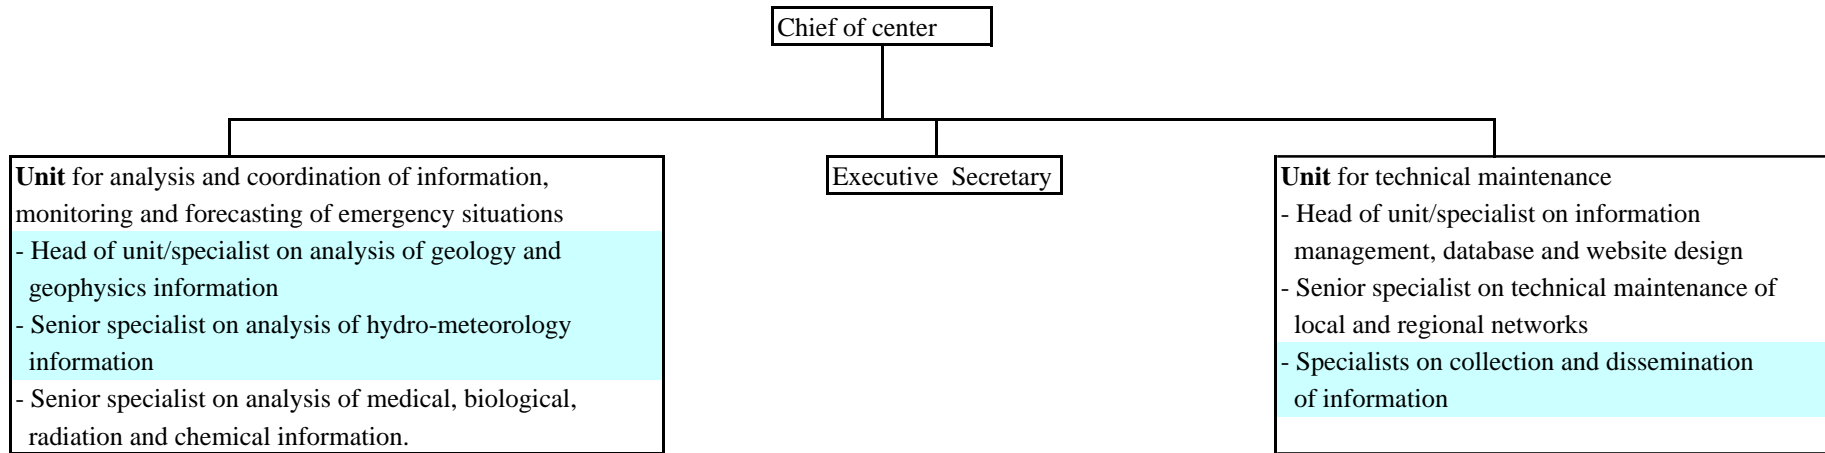 Chief of center
Unit for analysis and coordination of information,
monitoring and forecasting of emergency situations
- Head of unit/specialist on analysis of geology and
geophysics information
- Senior specialist on analysis of hydro-meteorology
information
- Senior specialist on analysis of medical, biological,
radiation and chemical information.
Executive Secretary
Unit for technical maintenance
- Head of unit/specialist on information
management, database and website design
- Senior specialist on technical maintenance of
local and regional networks
- Specialists on collection and dissemination
of information